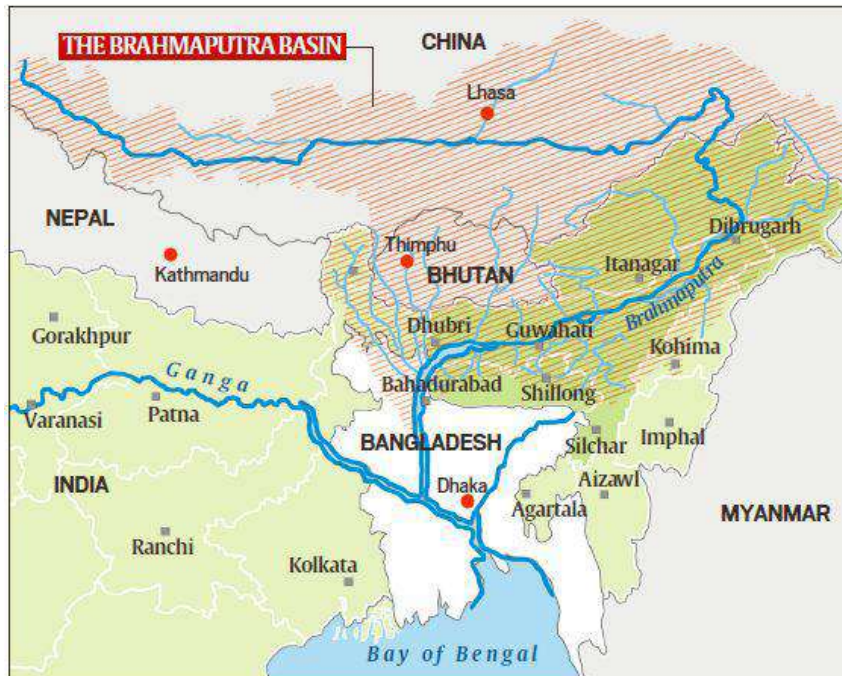 THE BRAHMAPUTRA BASIN
CHINA
Lhasa
NEPAL
Kathmandu
Thimphu
BHUTAN
Dibrugarh
Itanagar
Brahmaputra
Gorakhpur
Dhubri
Guwahati
Kohima
Ganga
Bahadurabad
Shillong
Varanasi
Patna
BANGLADESH
Silchar
Imphal
INDIA
Dhaka
Aizawl
Agartala
MYANMAR
Ranchi
Kolkata
Bay of Bengal